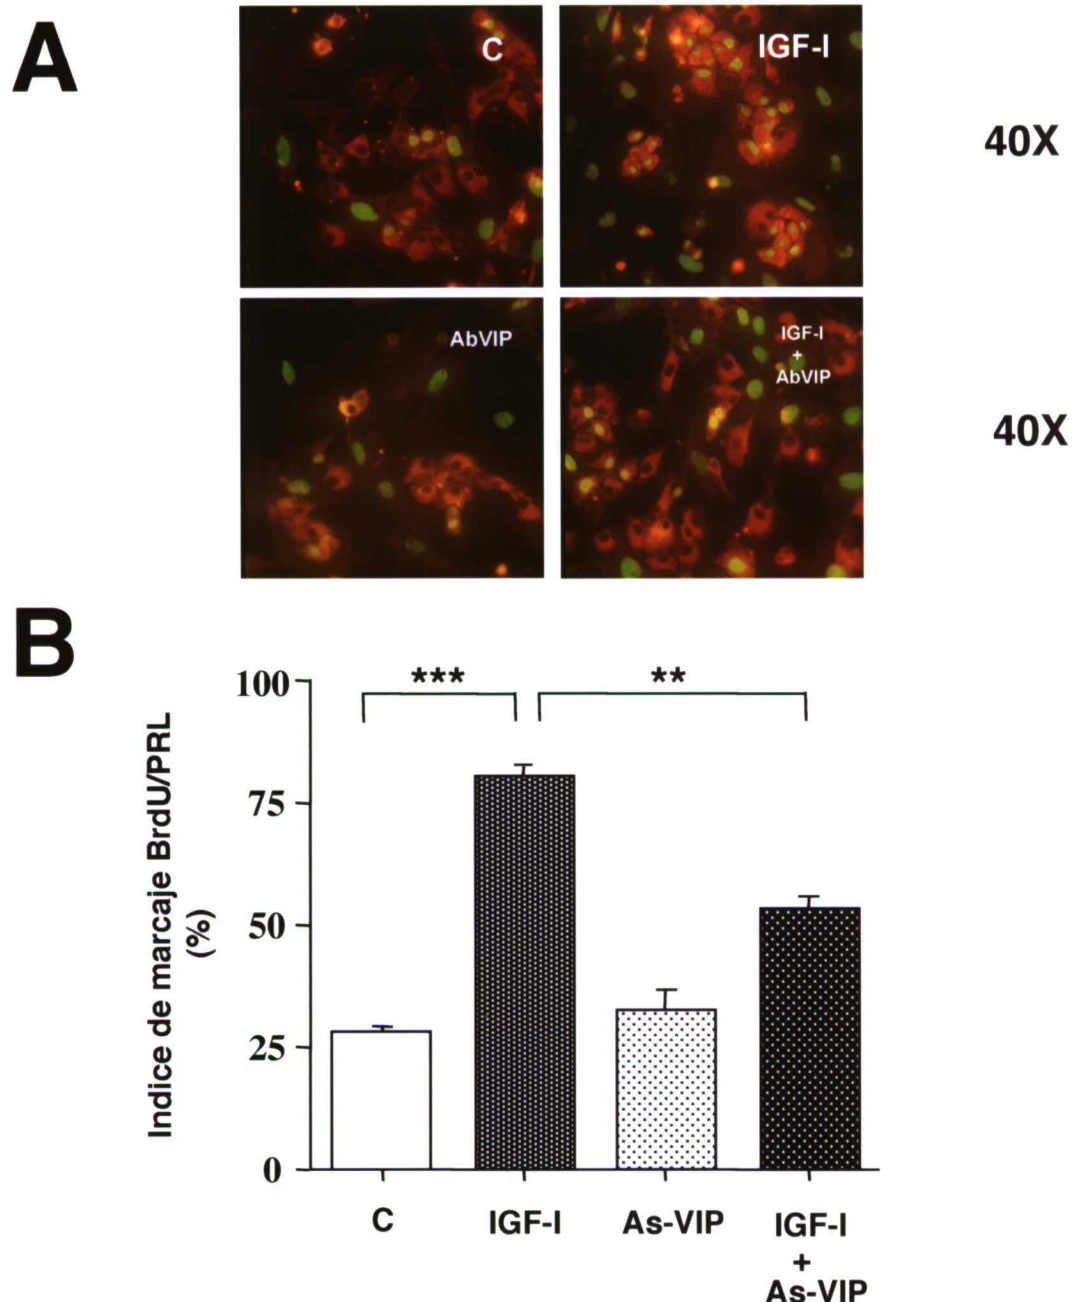 A
C
IGF-I
40X
AbVIP
IGF-I
+
AbVIP
40X
B
Indice de marcaje BrdU/PRL
(%)
100
75
50
25
0
***
**
C
IGF-I
As-VIP
IGF-I
+
As-VIP